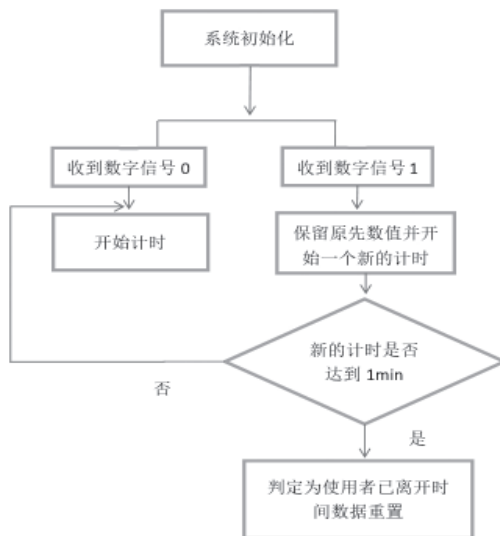 系统初始化
收到数字信号 0
收到数字信号 1
开始计时
保留原先数值并开
始一个新的计时
新的计时是否
达到 1min
否
是
判定为使用者已离开时
间数据重置